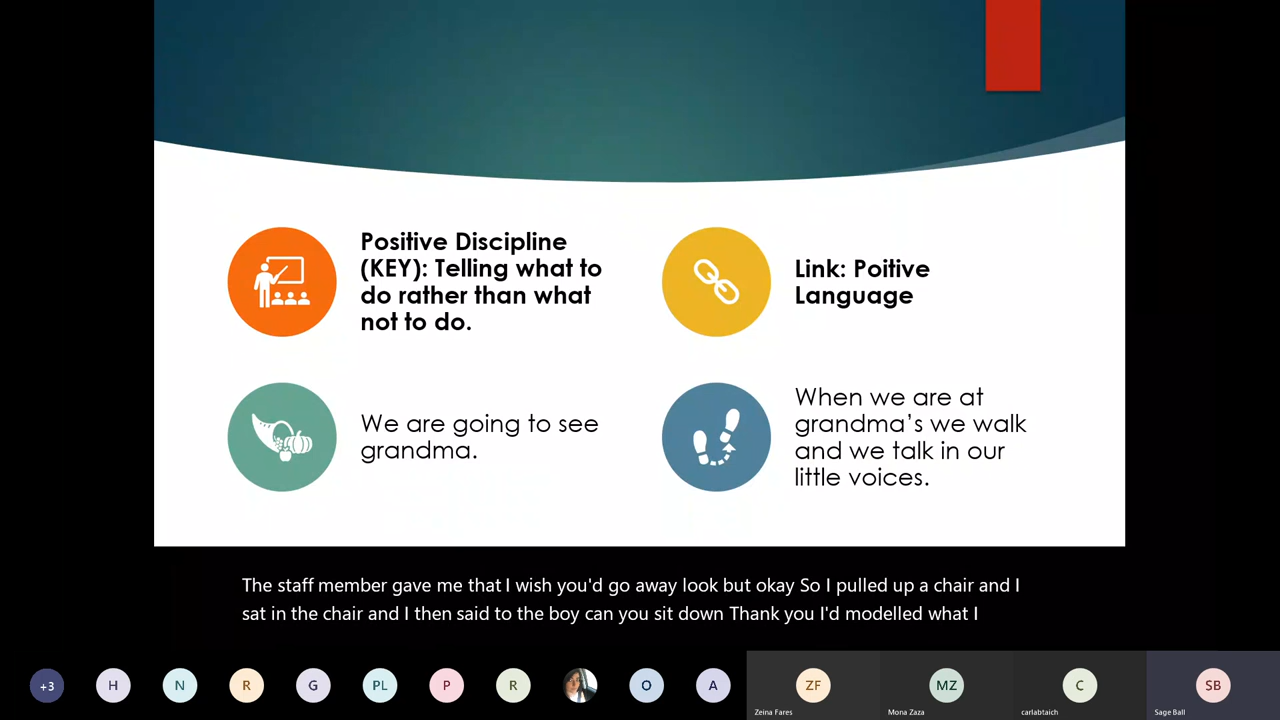 Positive Discipline
(KEY): Telling what to
do rather than what
not to do.
Link: Poitive
Language
We are going to see
grandma.
When we are at
grandma’s we walk
and we talk in our
little voices.
The staff member gave me that I wish you'd go away look but okay So I pulled up a chair and I
sat in the chair and I then said to the boy can you sit down Thank you I'd modelled what I
+3
H
N
R
G
PL
P
R
O
A
ZF
MZ
C
SB
Zeina Fares
Mona Zaza
carlabtaich
Sage Ball